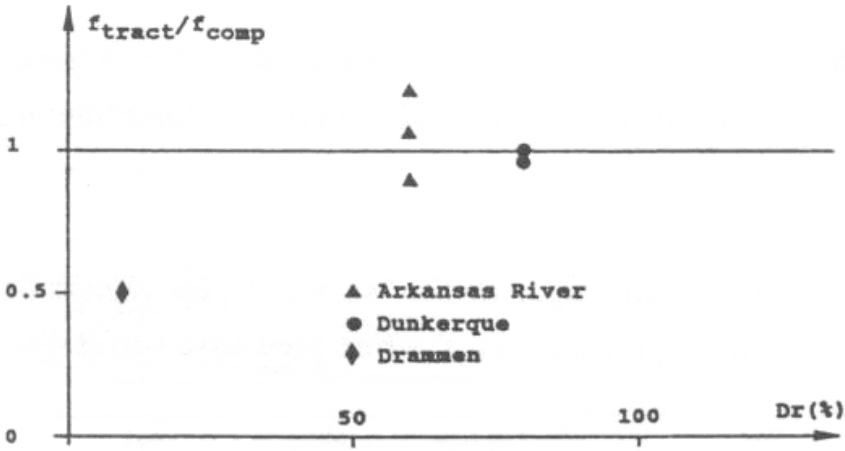 f_tract/f_comp
1
0.5
Arkansas River
Dunkerque
Drammen
50
100
Dr(%)
0